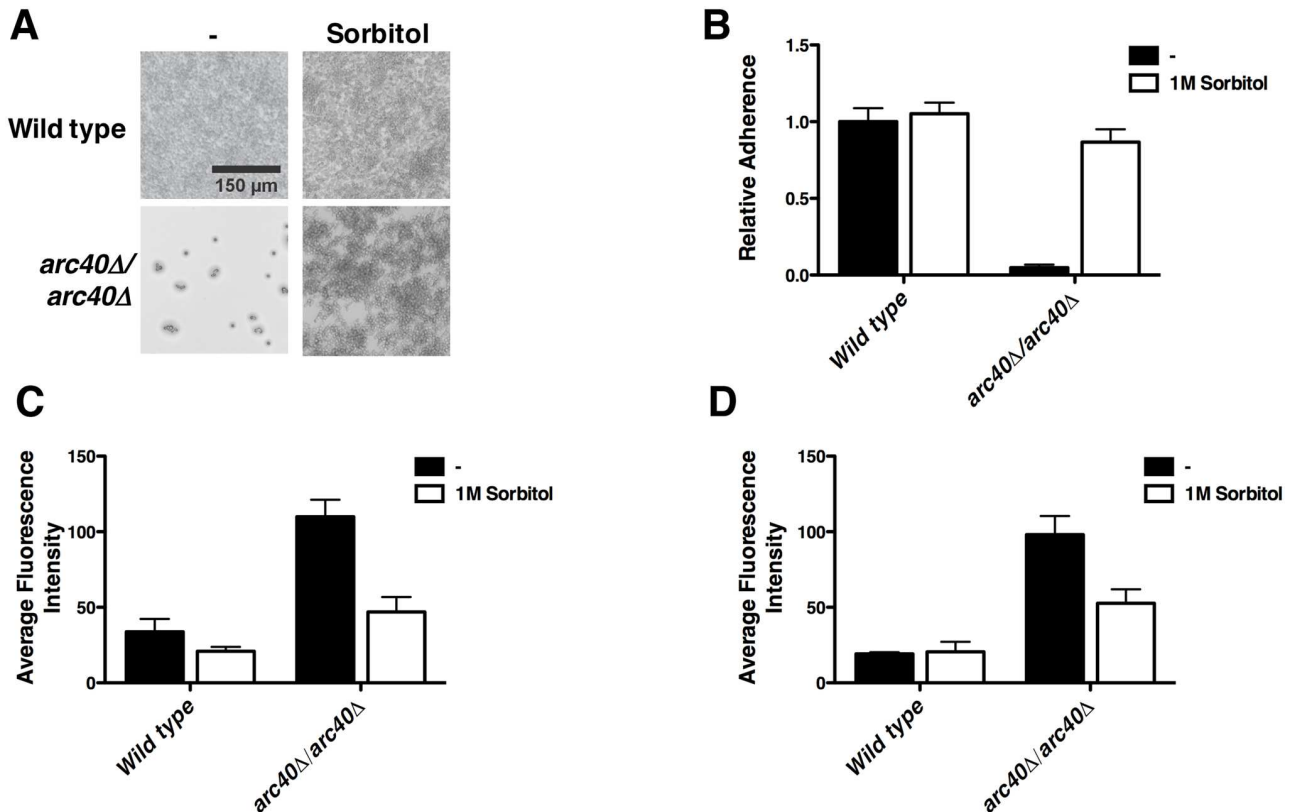 A
-
Sorbitol
Wild type
150 µm
arc40Δ/
arc40Δ
B
Relative Adherence
1.5
1.0
0.5
0.0
-
1M Sorbitol
Wild type
arc40Δ/arc40Δ
C
Average Fluorescence
Intensity
150
100
50
0
-
1M Sorbitol
Wild type
arc40Δ/arc40Δ
D
Average Fluorescence
Intensity
150
100
50
0
-
1M Sorbitol
Wild type
arc40Δ/arc40Δ